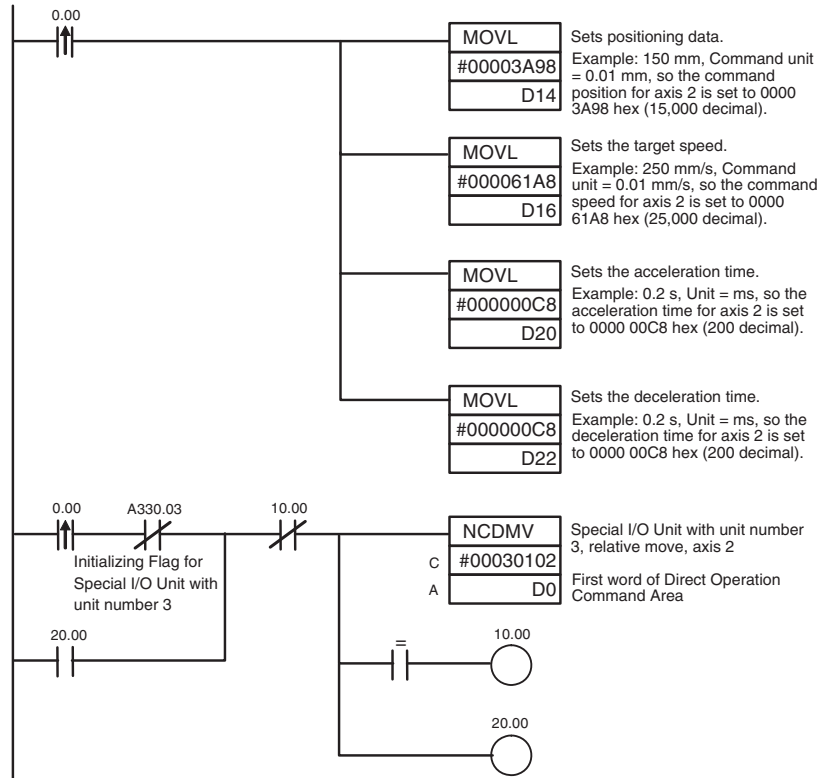 0.00
MOVL
#00003A98
D14
Sets positioning data.
Example: 150 mm, Command unit
= 0.01 mm, so the command
position for axis 2 is set to 0000
3A98 hex (15,000 decimal).
MOVL
#000061A8
D16
Sets the target speed.
Example: 250 mm/s, Command
unit = 0.01 mm/s, so the command
speed for axis 2 is set to 0000
61A8 hex (25,000 decimal).
MOVL
#000000C8
D20
Sets the acceleration time.
Example: 0.2 s, Unit = ms, so the
acceleration time for axis 2 is set
to 0000 00C8 hex (200 decimal).
MOVL
#000000C8
D22
Sets the deceleration time.
Example: 0.2 s, Unit = ms, so the
deceleration time for axis 2 is set
to 0000 00C8 hex (200 decimal).
0.00 A330.03 10.00
Initializing Flag for
Special I/O Unit with
unit number 3
NCDMV
C #00030102
A D0
Special I/O Unit with unit number
3, relative move, axis 2
First word of Direct Operation
Command Area
20.00
=
10.00
20.00